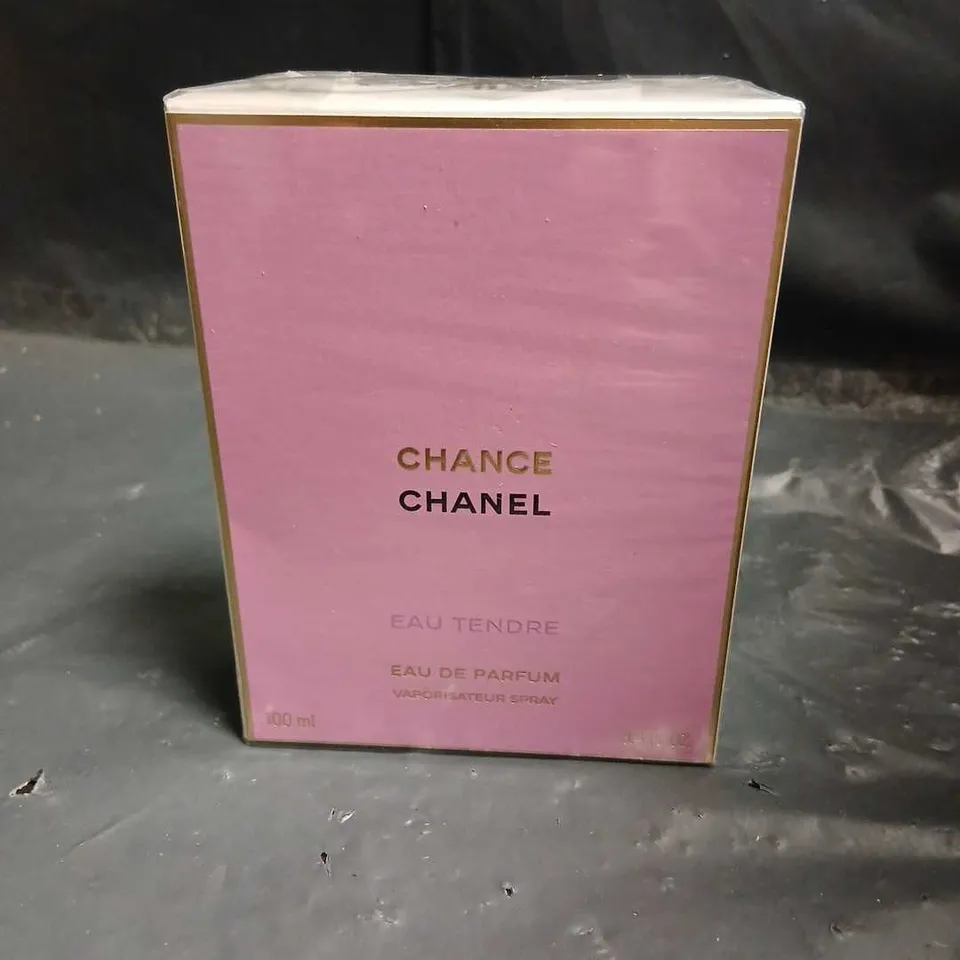 CHANCE
CHANEL
EAU TENDRE
EAU DE PARFUM
VAPORISATEUR SPRAY
100 ml